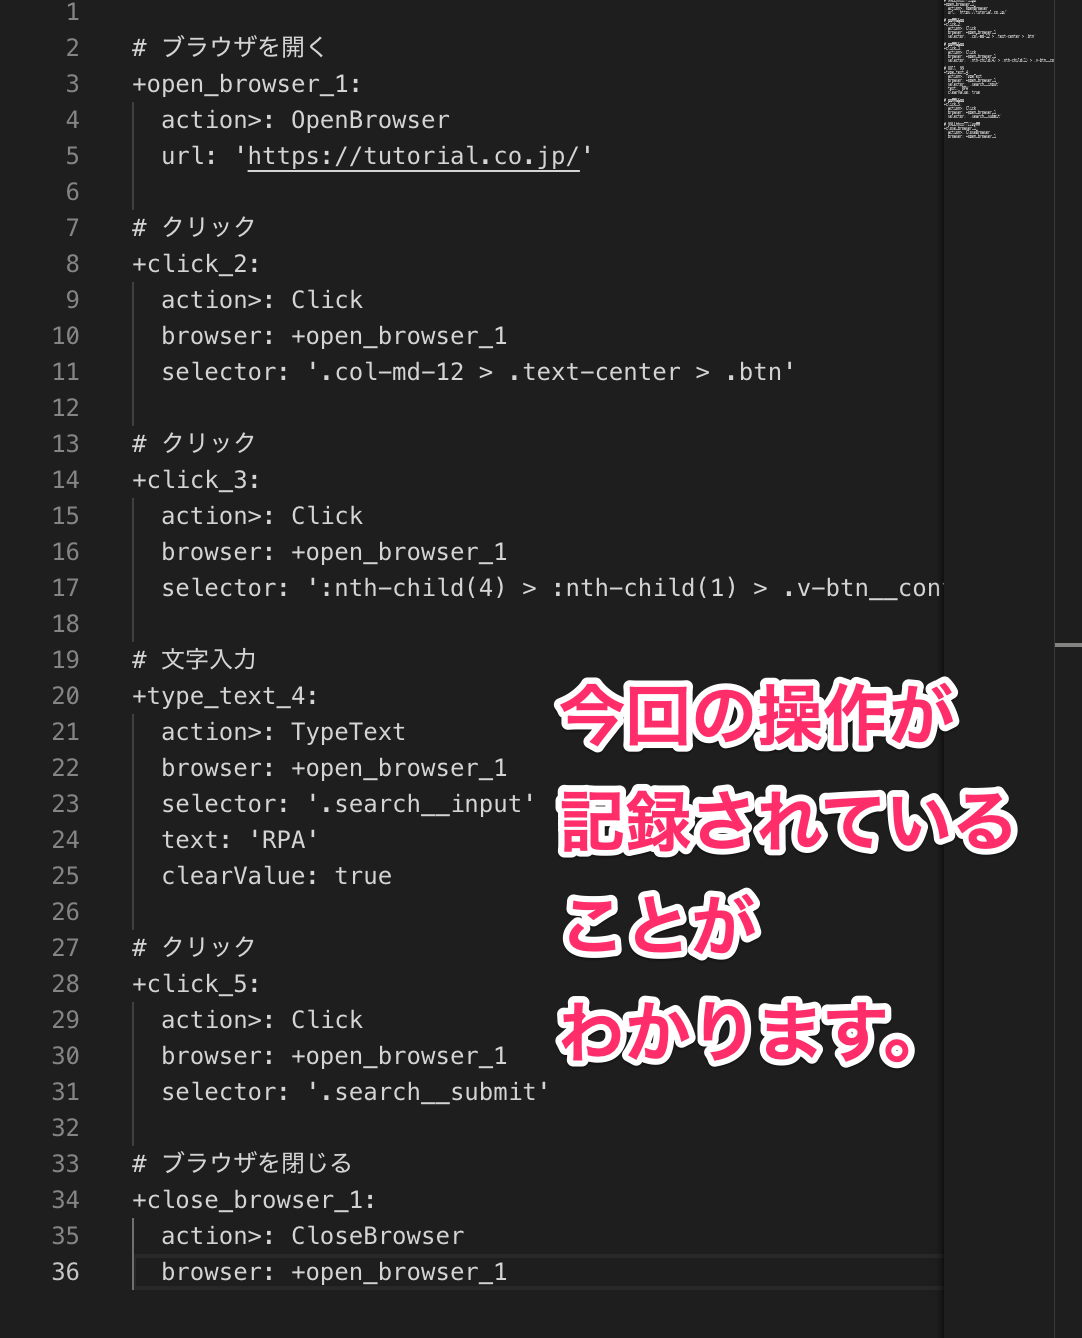 1
2 # ブラウザを開く
3 +open_browser_1:
4 action>: OpenBrowser
5 url: 'https://tutorial.co.jp/'
6
7 # クリック
8 +click_2:
9 action>: Click
10 browser: +open_browser_1
11 selector: '.col-md-12 > .text-center > .btn'
12
13 # クリック
14 +click_3:
15 action>: Click
16 browser: +open_browser_1
17 selector: ':nth-child(4) > :nth-child(1) > .v-btn__con
18
19 # 文字入力
20 +type_text_4:
21 action>: TypeText
22 browser: +open_browser_1
23 selector: '.search__input'
24 text: 'RPA'
25 clearValue: true
26
27 # クリック
28 +click_5:
29 action>: Click
30 browser: +open_browser_1
31 selector: '.search__submit'
32
33 # ブラウザを閉じる
34 +close_browser_1:
35 action>: CloseBrowser
36 browser: +open_browser_1
今回の操作が
記録されている
ことが
わかります。